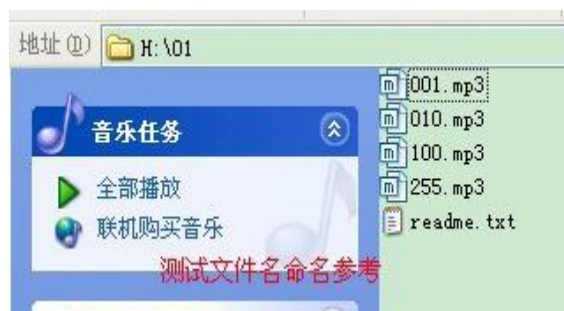 地址(D) H:\01
001.mp3
010.mp3
100.mp3
255.mp3
readme.txt
音乐任务
全部播放
联机购买音乐
测试文件名命名参考